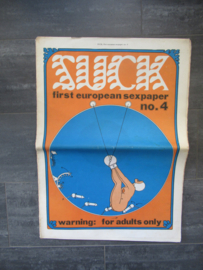 SUCK
first european sexpaper
no.4
warning: for adults only